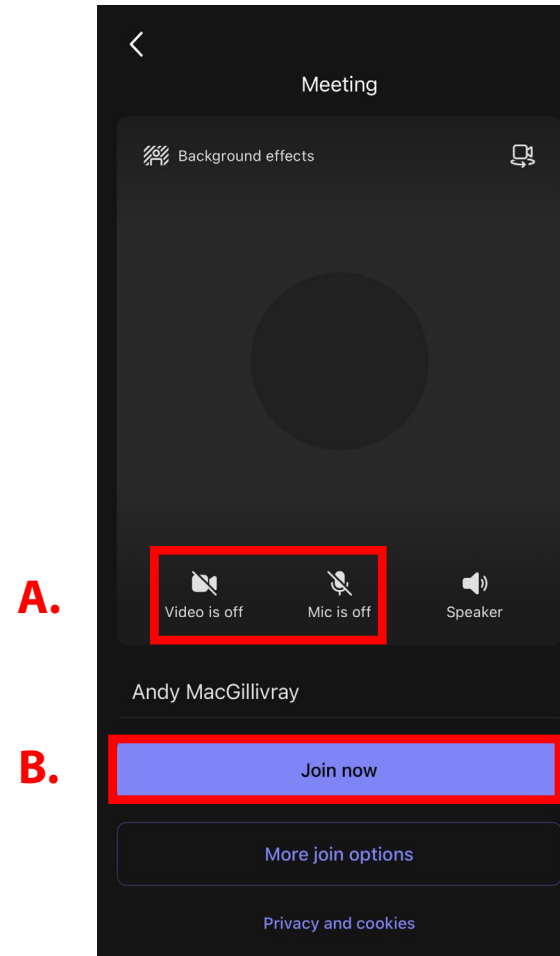 Meeting
Background effects
A.
Video is off Mic is off Speaker
Andy MacGillivray
B.
Join now
More join options
Privacy and cookies